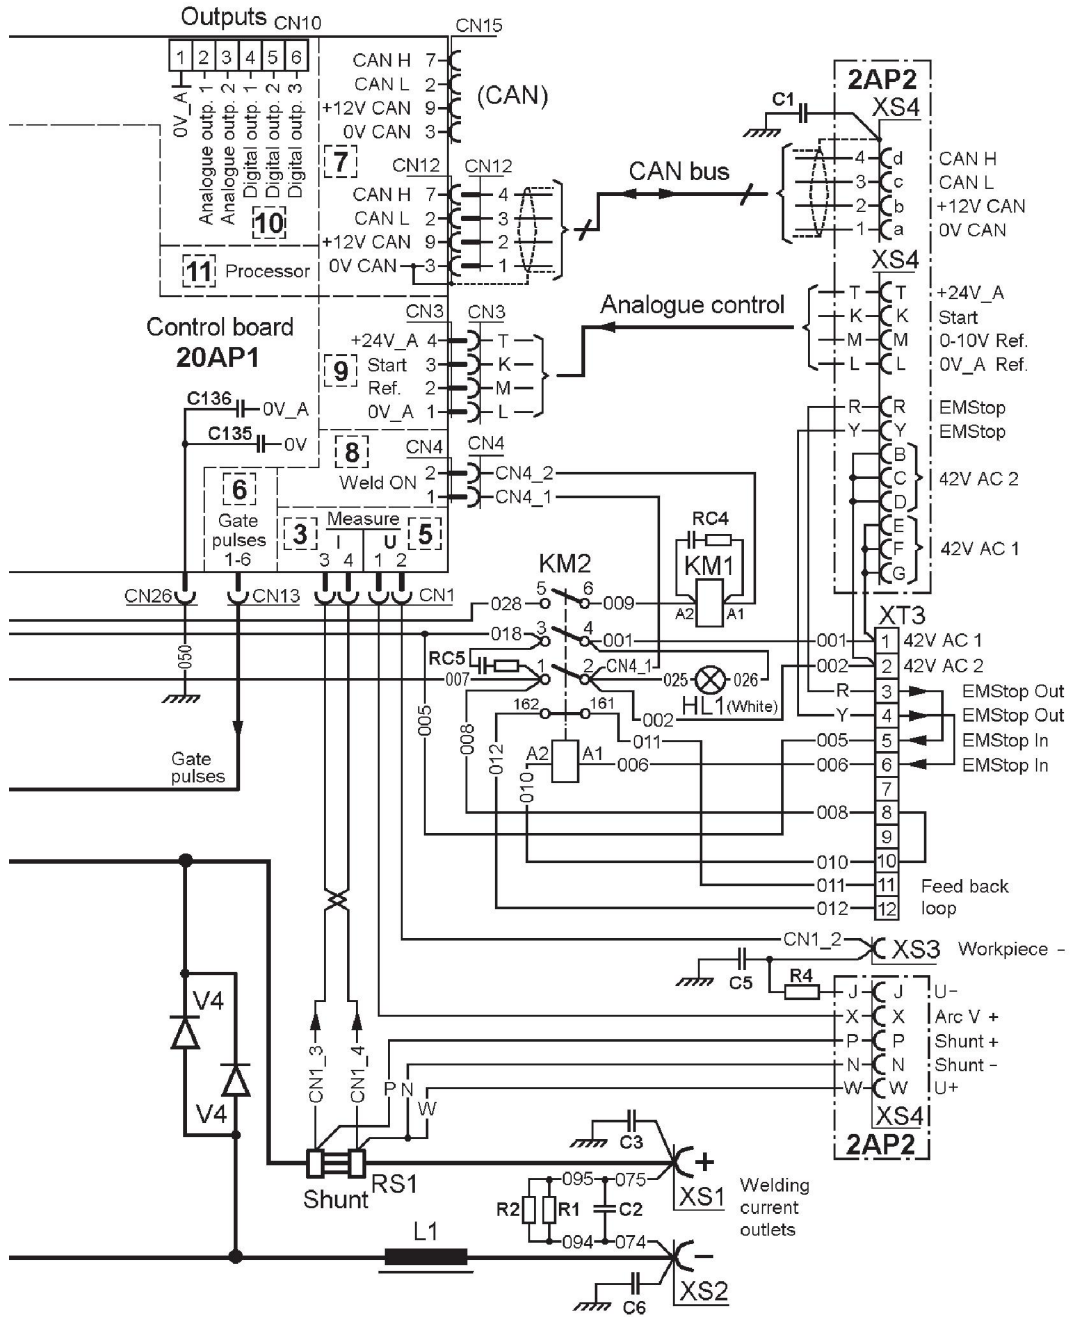 Outputs CN10
1 2 3 4 5 6
0V_A
Analogue outp. 1
Analogue outp. 2
Digital outp. 1
Digital outp. 2
Digital outp. 3
10
11 Processor
Control board
20AP1
CN15
CAN H 7
CAN L 2
+12V CAN 9
0V CAN 3
(CAN)
7
CN12 CN12
CAN H 7 4
CAN L 2 3
+12V CAN 9 2
0V CAN 3 1
CAN bus
Analogue control
CN3 CN3
9
+24V_A 4 T
Start 3 K
Ref. 2 M
0V_A 1 L
C136 0V_A
C135 0V
8
CN4 CN4
Weld ON
2 CN4_2
1 CN4_1
6
Gate
pulses
1-6
3 Measure 5
I U
3 4 1 2
CN26 CN13 CN1
050
Gate
pulses
2AP2
XS4
C1
4 d CAN H
3 c CAN L
2 b +12V CAN
1 a 0V CAN
XS4
T T +24V_A
K K Start
M M 0-10V Ref.
L L 0V_A Ref.
R R EMStop
Y Y EMStop
B
C 42V AC 2
D
E
F 42V AC 1
G
RC4
KM1
A2 A1
KM2
028 5 6 009
018 3 4 001
RC5
007 1 2 CN4_1
025 026
HL1(White)
002
162 161
011
A2 A1
006
005
008
012
010
XT3
001 1 42V AC 1
002 2 42V AC 2
R 3 EMStop Out
Y 4 EMStop Out
005 5 EMStop In
006 6 EMStop In
7
008 8
9
010 10
011 11 Feed back
012 12 loop
CN1_2 XS3 Workpiece -
C5
R4 J J U-
X X Arc V +
P P Shunt +
N N Shunt -
W W U+
XS4
2AP2
V4
V4
CN1_3
CN1_4
P N
W
Shunt RS1
L1
C3
XS1 +
095 075
R2 R1 C2
094 074
Welding
current
outlets
-
XS2
C6